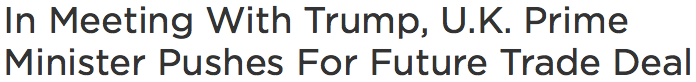 In Meeting With Trump, U.K. Prime
Minister Pushes For Future Trade Deal